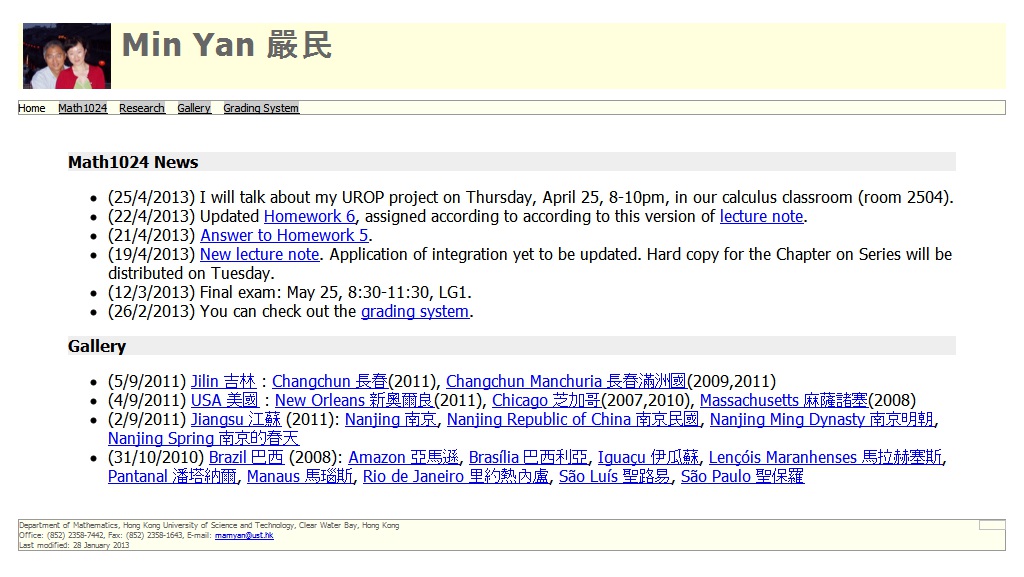 Min Yan 嚴民
Home Math1024 Research Gallery Grading System
Math1024 News
• (25/4/2013) I will talk about my UROP project on Thursday, April 25, 8-10pm, in our calculus classroom (room 2504).
• (22/4/2013) Updated Homework 6, assigned according to according to this version of lecture note.
• (21/4/2013) Answer to Homework 5.
• (19/4/2013) New lecture note. Application of integration yet to be updated. Hard copy for the Chapter on Series will be
distributed on Tuesday.
• (12/3/2013) Final exam: May 25, 8:30-11:30, LG1.
• (26/2/2013) You can check out the grading system.
Gallery
• (5/9/2011) Jilin 吉林 : Changchun 長春(2011), Changchun Manchuria 長春滿洲國(2009,2011)
• (4/9/2011) USA 美國 : New Orleans 新奧爾良(2011), Chicago 芝加哥(2007,2010), Massachusetts 麻薩諸塞(2008)
• (2/9/2011) Jiangsu 江蘇 (2011): Nanjing 南京, Nanjing Republic of China 南京民國, Nanjing Ming Dynasty 南京明朝,
Nanjing Spring 南京的春天
• (31/10/2010) Brazil 巴西 (2008): Amazon 亞馬遜, Brasília 巴西利亞, Iguaçu 伊瓜蘇, Lençóis Maranhenses 馬拉赫塞斯,
Pantanal 潘塔納爾, Manaus 馬瑙斯, Rio de Janeiro 里約熱內盧, São Luís 聖路易, São Paulo 聖保羅
Department of Mathematics, Hong Kong University of Science and Technology, Clear Water Bay, Hong Kong
Office: (852) 2358-7442, Fax: (852) 2358-1643, E-mail: mamyan@ust.hk
Last modified: 28 January 2013